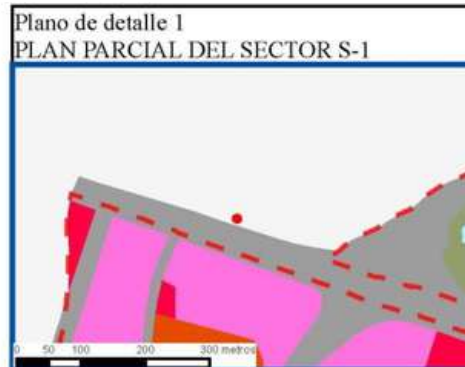 Plano de detalle 1
PLAN PARCIAL DEL SECTOR S-1
0 50 100 200 300 metros